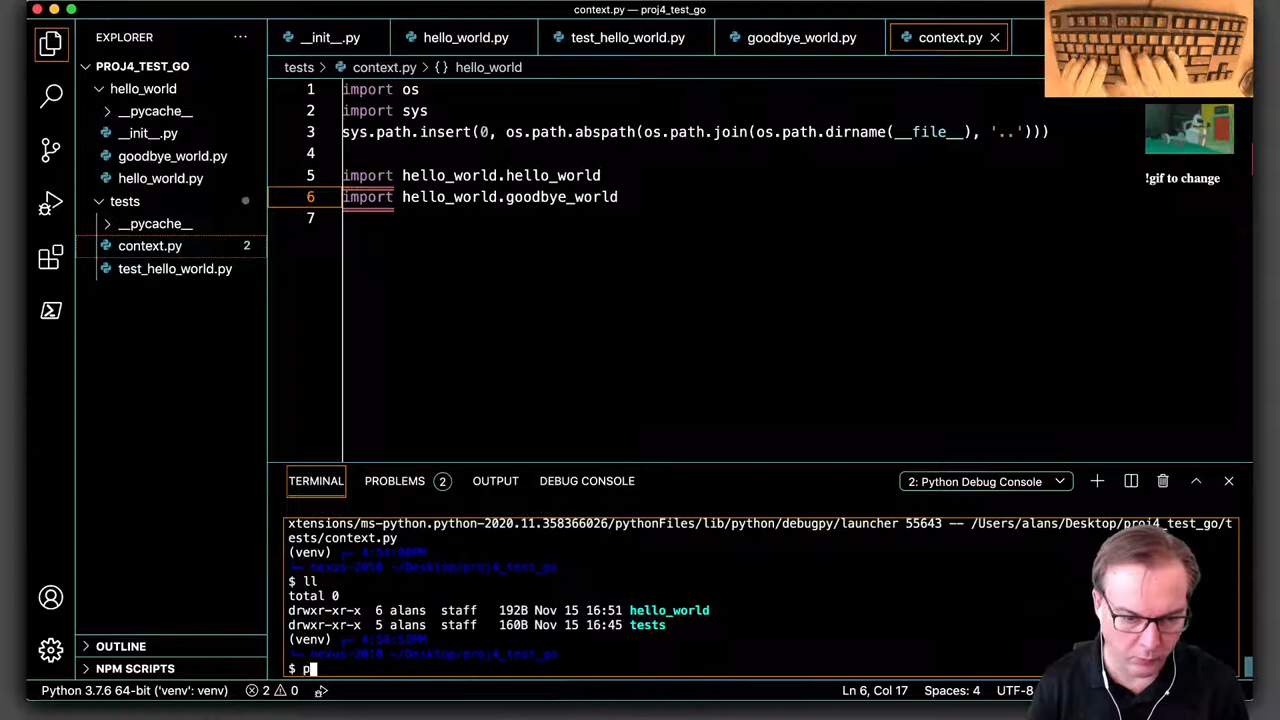 context.py — proj4_test_go
EXPLORER
__init__.py
hello_world.py
test_hello_world.py
goodbye_world.py
context.py
PROJ4_TEST_GO
hello_world
__pycache__
__init__.py
goodbye_world.py
hello_world.py
tests
__pycache__
context.py 2
test_hello_world.py
OUTLINE
NPM SCRIPTS
tests > context.py > {} hello_world
1 import os
2 import sys
3 sys.path.insert(0, os.path.abspath(os.path.join(os.path.dirname(__file__), '..')))
4
5 import hello_world.hello_world
6 import hello_world.goodbye_world
7
!gif to change
TERMINAL PROBLEMS 2 OUTPUT DEBUG CONSOLE 2: Python Debug Console
xtensions/ms-python.python-2020.11.358366026/pythonFiles/lib/python/debugpy/launcher 55643 -- /Users/alans/Desktop/proj4_test_go/t
ests/context.py
(venv)
nexus-2010 ~/Desktop/proj4_test_go
$ ll
total 0
drwxr-xr-x 6 alans staff 192B Nov 15 16:51 hello_world
drwxr-xr-x 5 alans staff 160B Nov 15 16:45 tests
(venv)
nexus-2010 ~/Desktop/proj4_test_go
$ p
Python 3.7.6 64-bit ('venv': venv) 2 0 Ln 6, Col 17 Spaces: 4 UTF-8